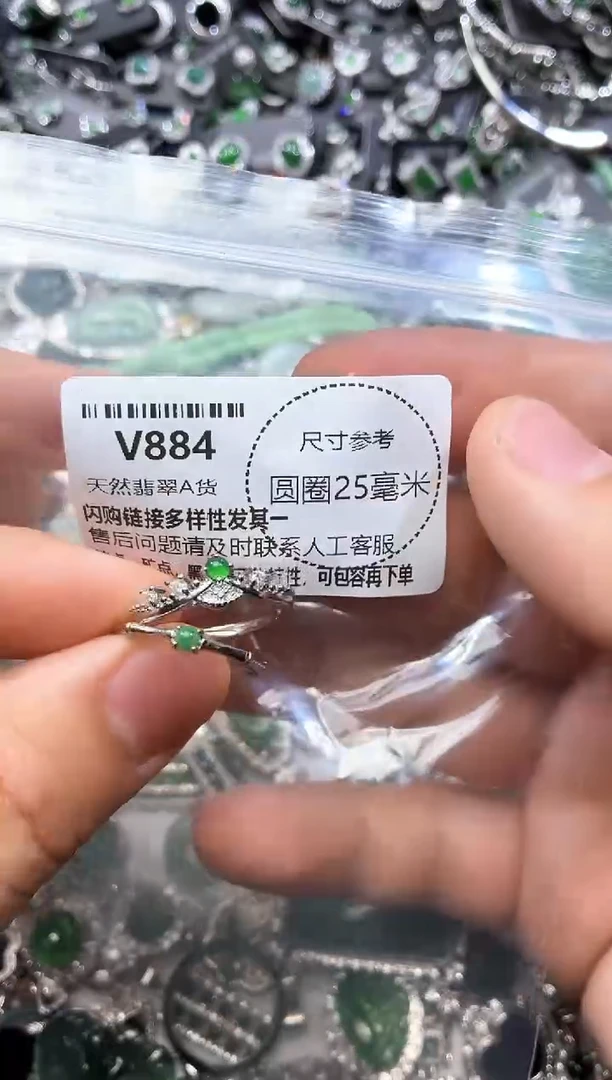 V884
天然翡翠A货
尺寸参考
圆圈25毫米
闪购链接多样性发其一
售后问题请及时联系人工客服
性，可包容再下单